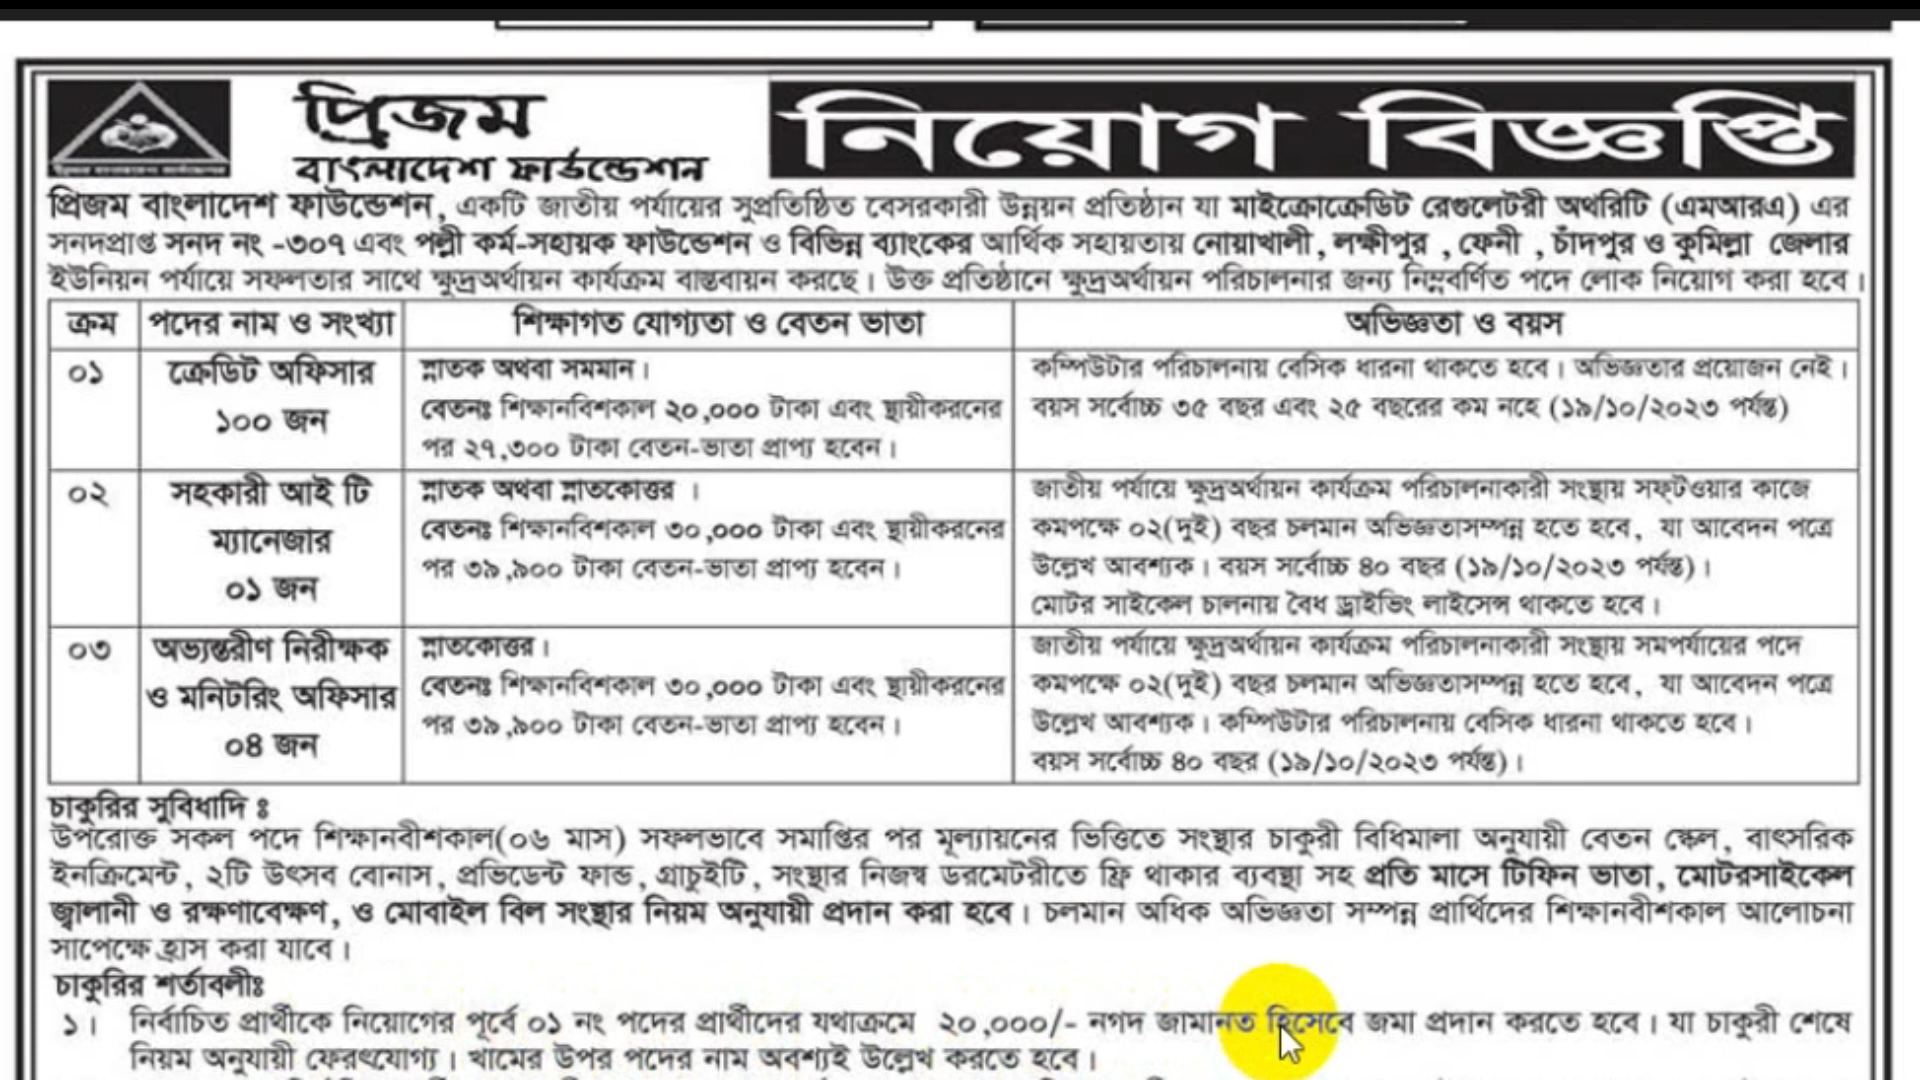 প্রিজম
বাংলাদেশ ফাউন্ডেশন
নিয়োগ বিজ্ঞপ্তি
প্রিজম বাংলাদেশ ফাউন্ডেশন, একটি জাতীয় পর্যায়ের সুপ্রতিষ্ঠিত বেসরকারী উন্নয়ন প্রতিষ্ঠান যা মাইক্রোক্রেডিট রেগুলেটরী অথরিটি (এমআরএ) এর
সনদপ্রাপ্ত সনদ নং -৩০৭ এবং পল্লী কর্ম-সহায়ক ফাউন্ডেশন ও বিভিন্ন ব্যাংকের আর্থিক সহায়তায় নোয়াখালী, লক্ষীপুর , ফেনী , চাঁদপুর ও কুমিল্লা জেলার
ইউনিয়ন পর্যায়ে সফলতার সাথে ক্ষুদ্রঅর্থায়ন কার্যক্রম বাস্তবায়ন করছে। উক্ত প্রতিষ্ঠানে ক্ষুদ্রঅর্থায়ন পরিচালনার জন্য নিম্নবর্ণিত পদে লোক নিয়োগ করা হবে।
ক্রম পদের নাম ও সংখ্যা শিক্ষাগত যোগ্যতা ও বেতন ভাতা অভিজ্ঞতা ও বয়স
০১
ক্রেডিট অফিসার
১০০ জন
স্নাতক অথবা সমমান।
বেতনঃ শিক্ষানবিশকাল ২০,০০০ টাকা এবং স্থায়ীকরনের
পর ২৭,৩০০ টাকা বেতন-ভাতা প্রাপ্য হবেন।
কম্পিউটার পরিচালনায় বেসিক ধারনা থাকতে হবে। অভিজ্ঞতার প্রয়োজন নেই।
বয়স সর্বোচ্চ ৩৫ বছর এবং ২৫ বছরের কম নহে (১৯/১০/২০২৩ পর্যন্ত)
০২
সহকারী আই টি
ম্যানেজার
০১ জন
স্নাতক অথবা স্নাতকোত্তর ।
বেতনঃ শিক্ষানবিশকাল ৩০,০০০ টাকা এবং স্থায়ীকরনের
পর ৩৯,৯০০ টাকা বেতন-ভাতা প্রাপ্য হবেন।
জাতীয় পর্যায়ে ক্ষুদ্রঅর্থায়ন কার্যক্রম পরিচালনাকারী সংস্থায় সফ্টওয়ার কাজে
কমপক্ষে ০২(দুই) বছর চলমান অভিজ্ঞতাসম্পন্ন হতে হবে, যা আবেদন পত্রে
উল্লেখ আবশ্যক। বয়স সর্বোচ্চ ৪০ বছর (১৯/১০/২০২৩ পর্যন্ত)।
মোটর সাইকেল চালনায় বৈধ ড্রাইভিং লাইসেন্স থাকতে হবে।
০৩
অভ্যন্তরীণ নিরীক্ষক
ও মনিটরিং অফিসার
০৪ জন
স্নাতকোত্তর।
বেতনঃ শিক্ষানবিশকাল ৩০,০০০ টাকা এবং স্থায়ীকরনের
পর ৩৯,৯০০ টাকা বেতন-ভাতা প্রাপ্য হবেন।
জাতীয় পর্যায়ে ক্ষুদ্রঅর্থায়ন কার্যক্রম পরিচালনাকারী সংস্থায় সমপর্যায়ের পদে
কমপক্ষে ০২(দুই) বছর চলমান অভিজ্ঞতাসম্পন্ন হতে হবে, যা আবেদন পত্রে
উল্লেখ আবশ্যক। কম্পিউটার পরিচালনায় বেসিক ধারনা থাকতে হবে।
বয়স সর্বোচ্চ ৪০ বছর (১৯/১০/২০২৩ পর্যন্ত)।
চাকুরির সুবিধাদি ঃ
উপরোক্ত সকল পদে শিক্ষানবীশকাল(০৬ মাস) সফলভাবে সমাপ্তির পর মূল্যায়নের ভিত্তিতে সংস্থার চাকুরী বিধিমালা অনুযায়ী বেতন স্কেল, বাৎসরিক
ইনক্রিমেন্ট, ২টি উৎসব বোনাস, প্রভিডেন্ট ফান্ড, গ্রাচুইটি, সংস্থার নিজস্ব ডরমেটরীতে ফ্রি থাকার ব্যবস্থা সহ প্রতি মাসে টিফিন ভাতা, মোটরসাইকেল
জ্বালানী ও রক্ষণাবেক্ষণ, ও মোবাইল বিল সংস্থার নিয়ম অনুযায়ী প্রদান করা হবে। চলমান অধিক অভিজ্ঞতা সম্পন্ন প্রার্থিদের শিক্ষানবীশকাল আলোচনা
সাপেক্ষে হ্রাস করা যাবে।
চাকুরির শর্তাবলীঃ
১। নির্বাচিত প্রার্থীকে নিয়োগের পূর্বে ০১ নং পদের প্রার্থীদের যথাক্রমে ২০,০০০/- নগদ জামানত হিসেবে জমা প্রদান করতে হবে। যা চাকুরী শেষে
নিয়ম অনুযায়ী ফেরৎযোগ্য। খামের উপর পদের নাম অবশ্যই উল্লেখ করতে হবে।